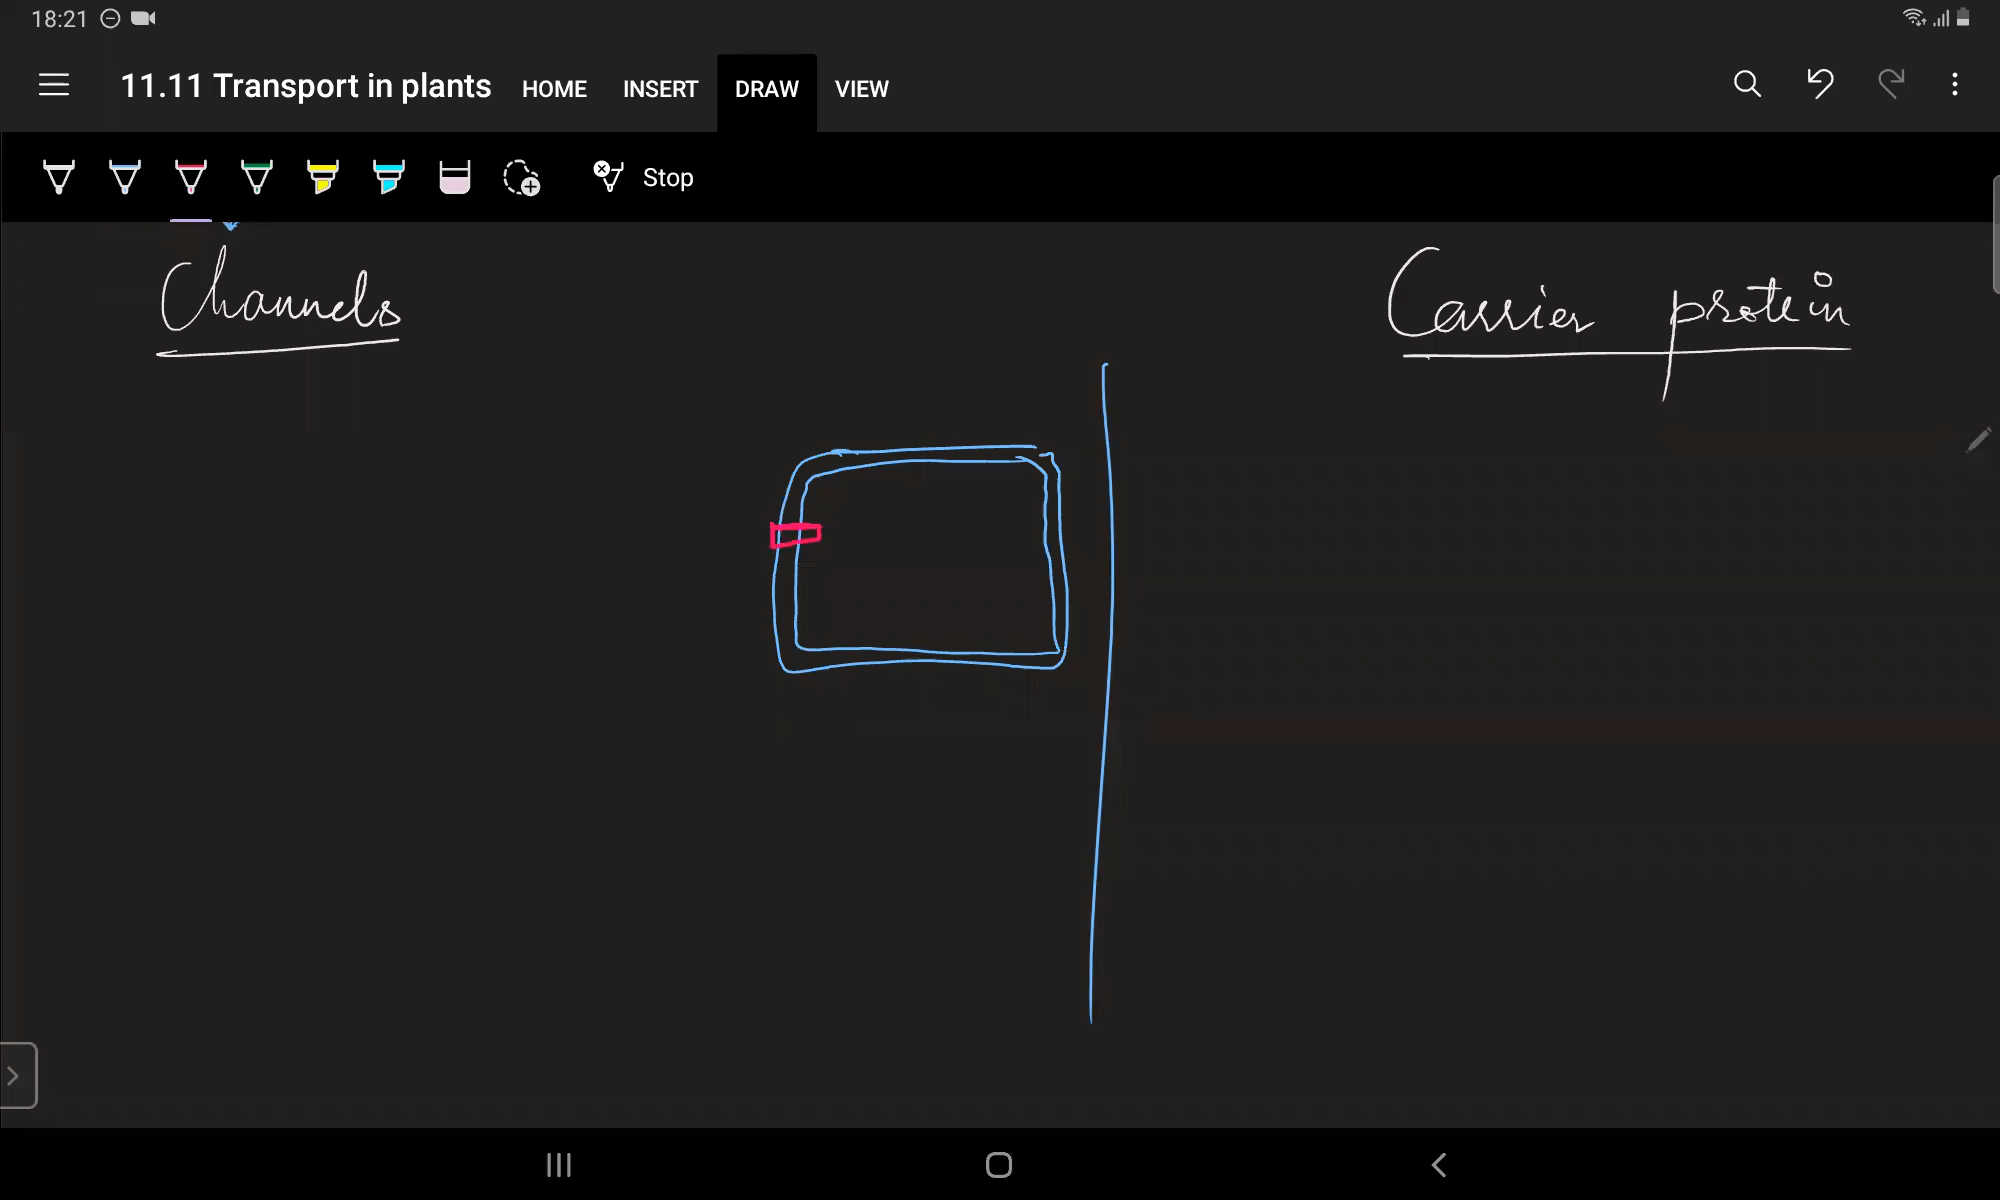 18:21
11.11 Transport in plants HOME INSERT DRAW VIEW
Stop
Channels
Carrier protein